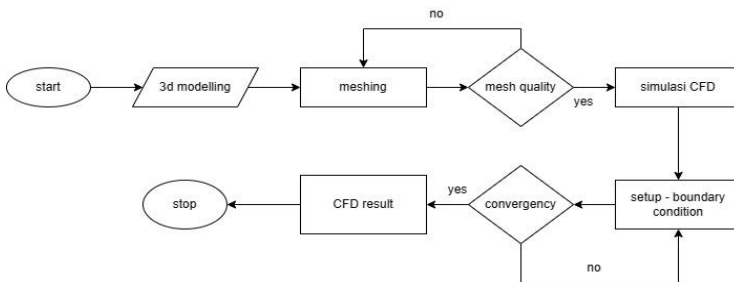 no
start
3d modelling
meshing
mesh quality
yes
simulasi CFD
stop
CFD result
yes
convergency
setup - boundary
condition
no